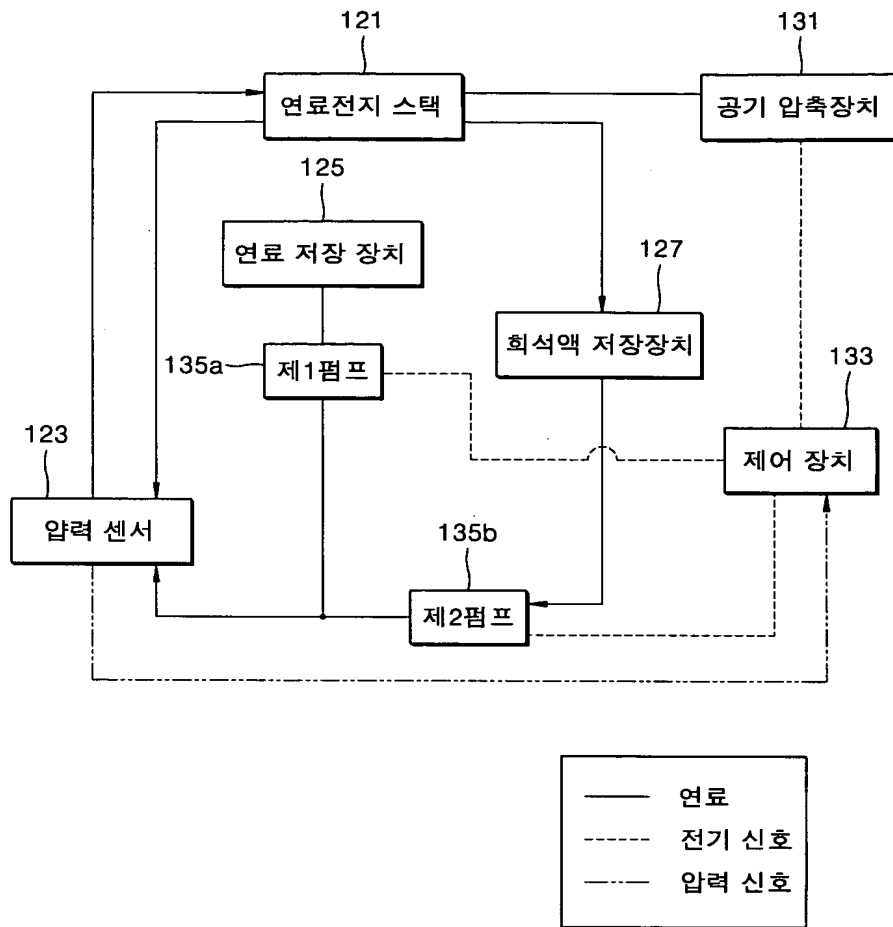 121
131
연료전지 스택
공기 압축장치
125
연료 저장 장치
127
희석액 저장장치
135a
제1펌프
133
제어 장치
123
얍력 센서
135b
제2펌프
연료
전기 신호
압력 신호